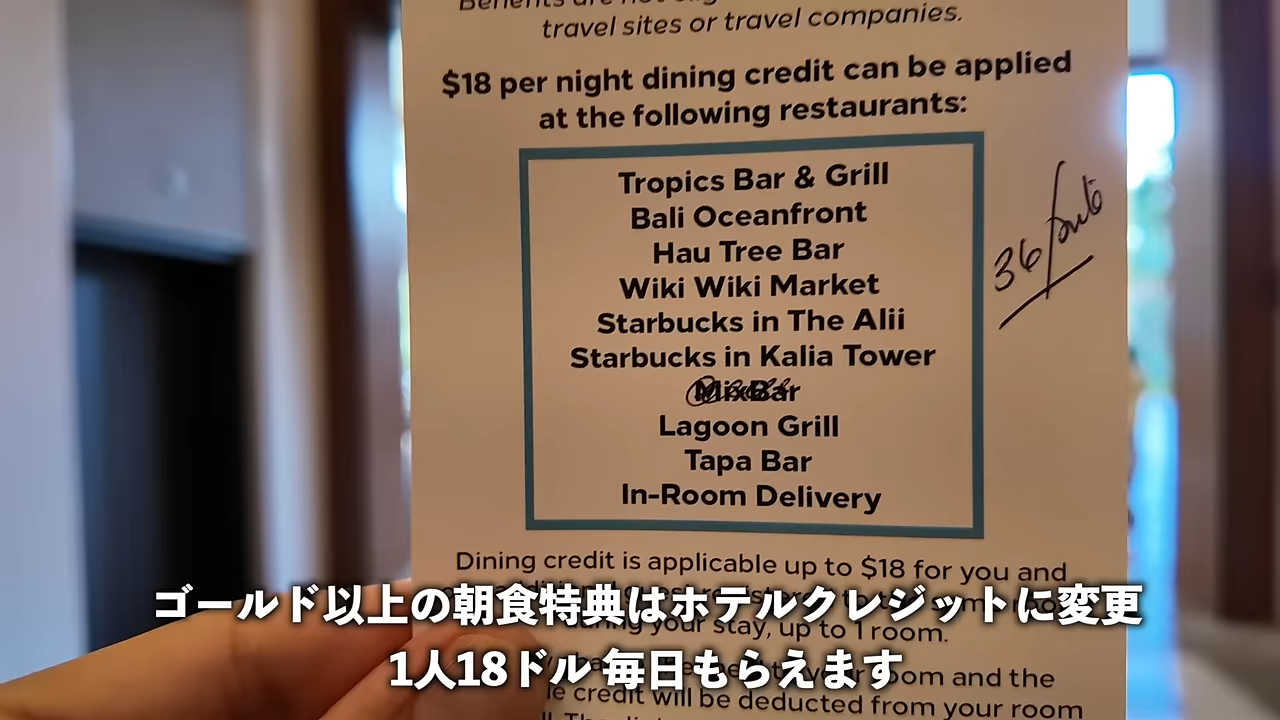 Benefits are not
travel sites or travel companies.
$18 per night dining credit can be applied
at the following restaurants:
Tropics Bar & Grill
Bali Oceanfront
Hau Tree Bar
Wiki Wiki Market
Starbucks in The Alii
Starbucks in Kalia Tower
MixBar
Lagoon Grill
Tapa Bar
In-Room Delivery
36
Dining credit is applicable up to $18 for you and
your stay, up to 1 room.
room and the
credit will be deducted from your room
ゴールド以上の朝食特典はホテルクレジットに変更
1人18ドル 毎日もらえます